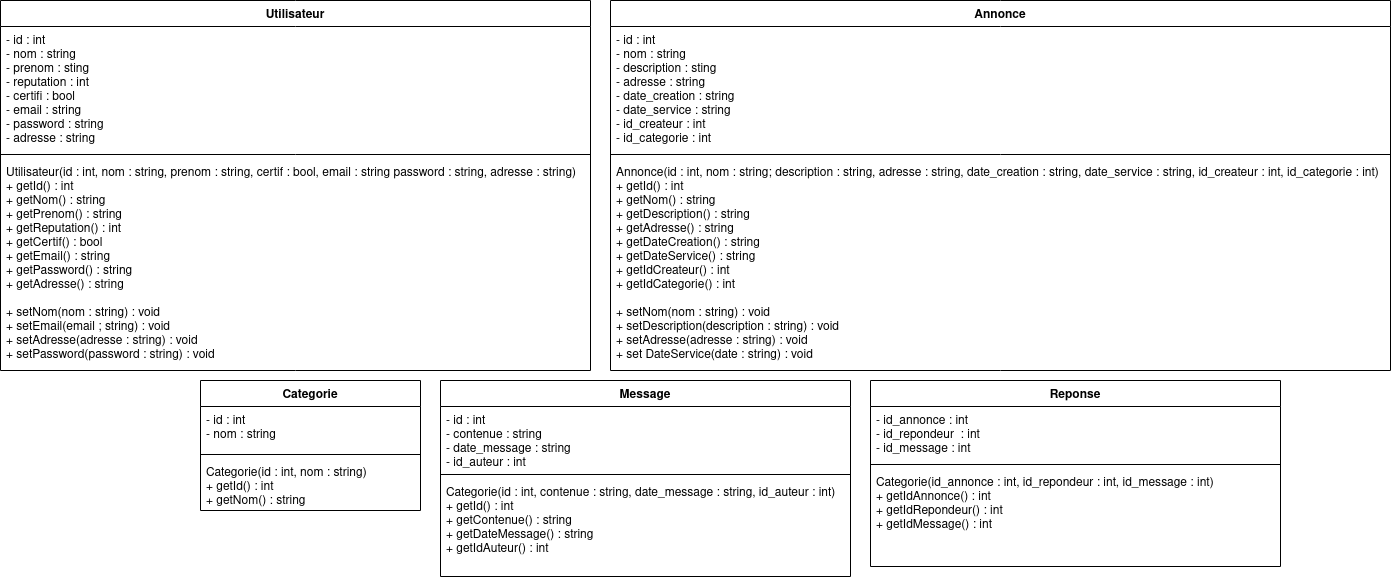 Utilisateur
- id : int
- nom : string
- prenom : sting
- reputation : int
- certifi : bool
- email : string
- password : string
- adresse : string
Utilisateur(id : int, nom : string, prenom : string, certif : bool, email : string password : string, adresse : string)
+ getId() : int
+ getNom() : string
+ getPrenom() : string
+ getReputation() : int
+ getCertif() : bool
+ getEmail() : string
+ getPassword() : string
+ getAdresse() : string
+ setNom(nom : string) : void
+ setEmail(email ; string) : void
+ setAdresse(adresse : string) : void
+ setPassword(password : string) : void
Annonce
- id : int
- nom : string
- description : sting
- adresse : string
- date_creation : string
- date_service : string
- id_createur : int
- id_categorie : int
Annonce(id : int, nom : string; description : string, adresse : string, date_creation : string, date_service : string, id_createur : int, id_categorie : int)
+ getId() : int
+ getNom() : string
+ getDescription() : string
+ getAdresse() : string
+ getDateCreation() : string
+ getDateService() : string
+ getIdCreateur() : int
+ getIdCategorie() : int
+ setNom(nom : string) : void
+ setDescription(description : string) : void
+ setAdresse(adresse : string) : void
+ set DateService(date : string) : void
Categorie
- id : int
- nom : string
Categorie(id : int, nom : string)
+ getId() : int
+ getNom() : string
Message
- id : int
- contenue : string
- date_message : string
- id_auteur : int
Categorie(id : int, contenue : string, date_message : string, id_auteur : int)
+ getId() : int
+ getContenue() : string
+ getDateMessage() : string
+ getIdAuteur() : int
Reponse
- id_annonce : int
- id_repondeur  : int
- id_message : int
Categorie(id_annonce : int, id_repondeur : int, id_message : int)
+ getIdAnnonce() : int
+ getIdRepondeur() : int
+ getIdMessage() : int